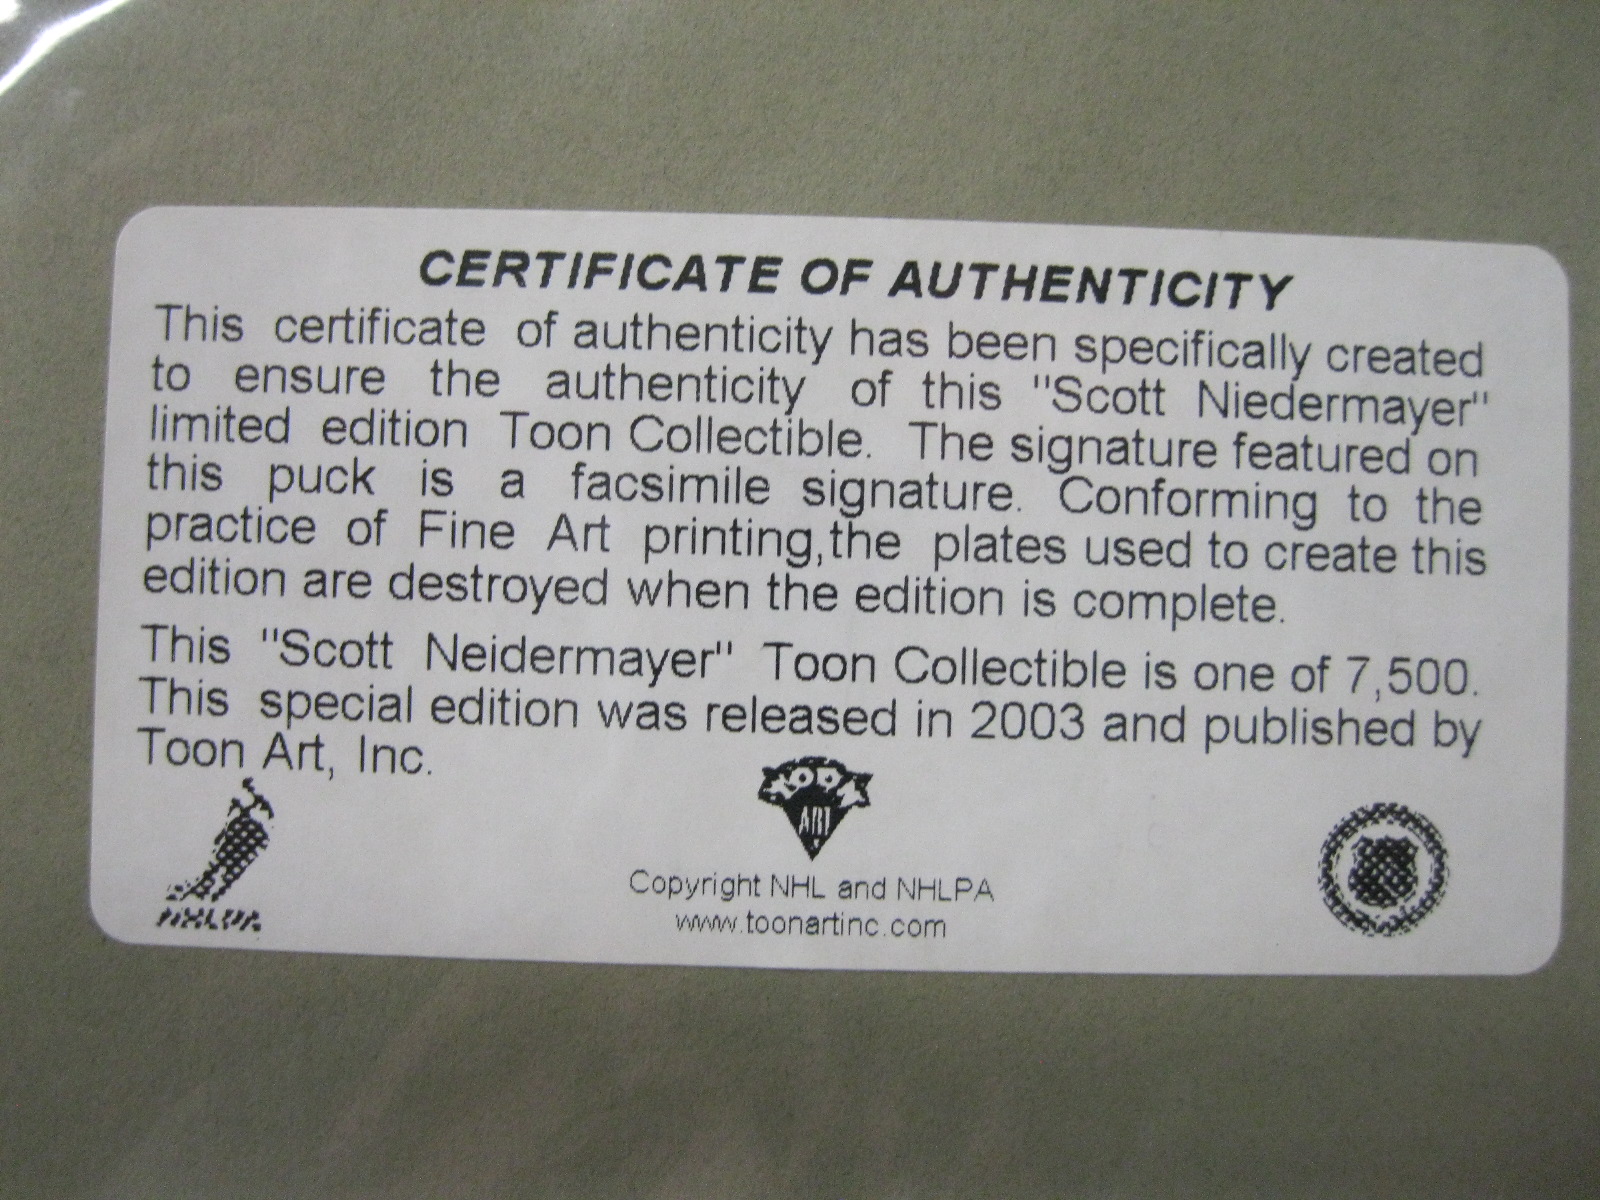 CERTIFICATE OF AUTHENTICITY
This certificate of authenticity has been specifically created
to ensure the authenticity of this "Scott Niedermayer"
limited edition Toon Collectible. The signature featured on
this puck is a facsimile signature. Conforming to the
practice of Fine Art printing,the plates used to create this
edition are destroyed when the edition is complete.
This "Scott Neidermayer" Toon Collectible is one of 7,500.
This special edition was released in 2003 and published by
Toon Art, Inc.
TOON
ART
NHLPA
Copyright NHL and NHLPA
www.toonartinc.com